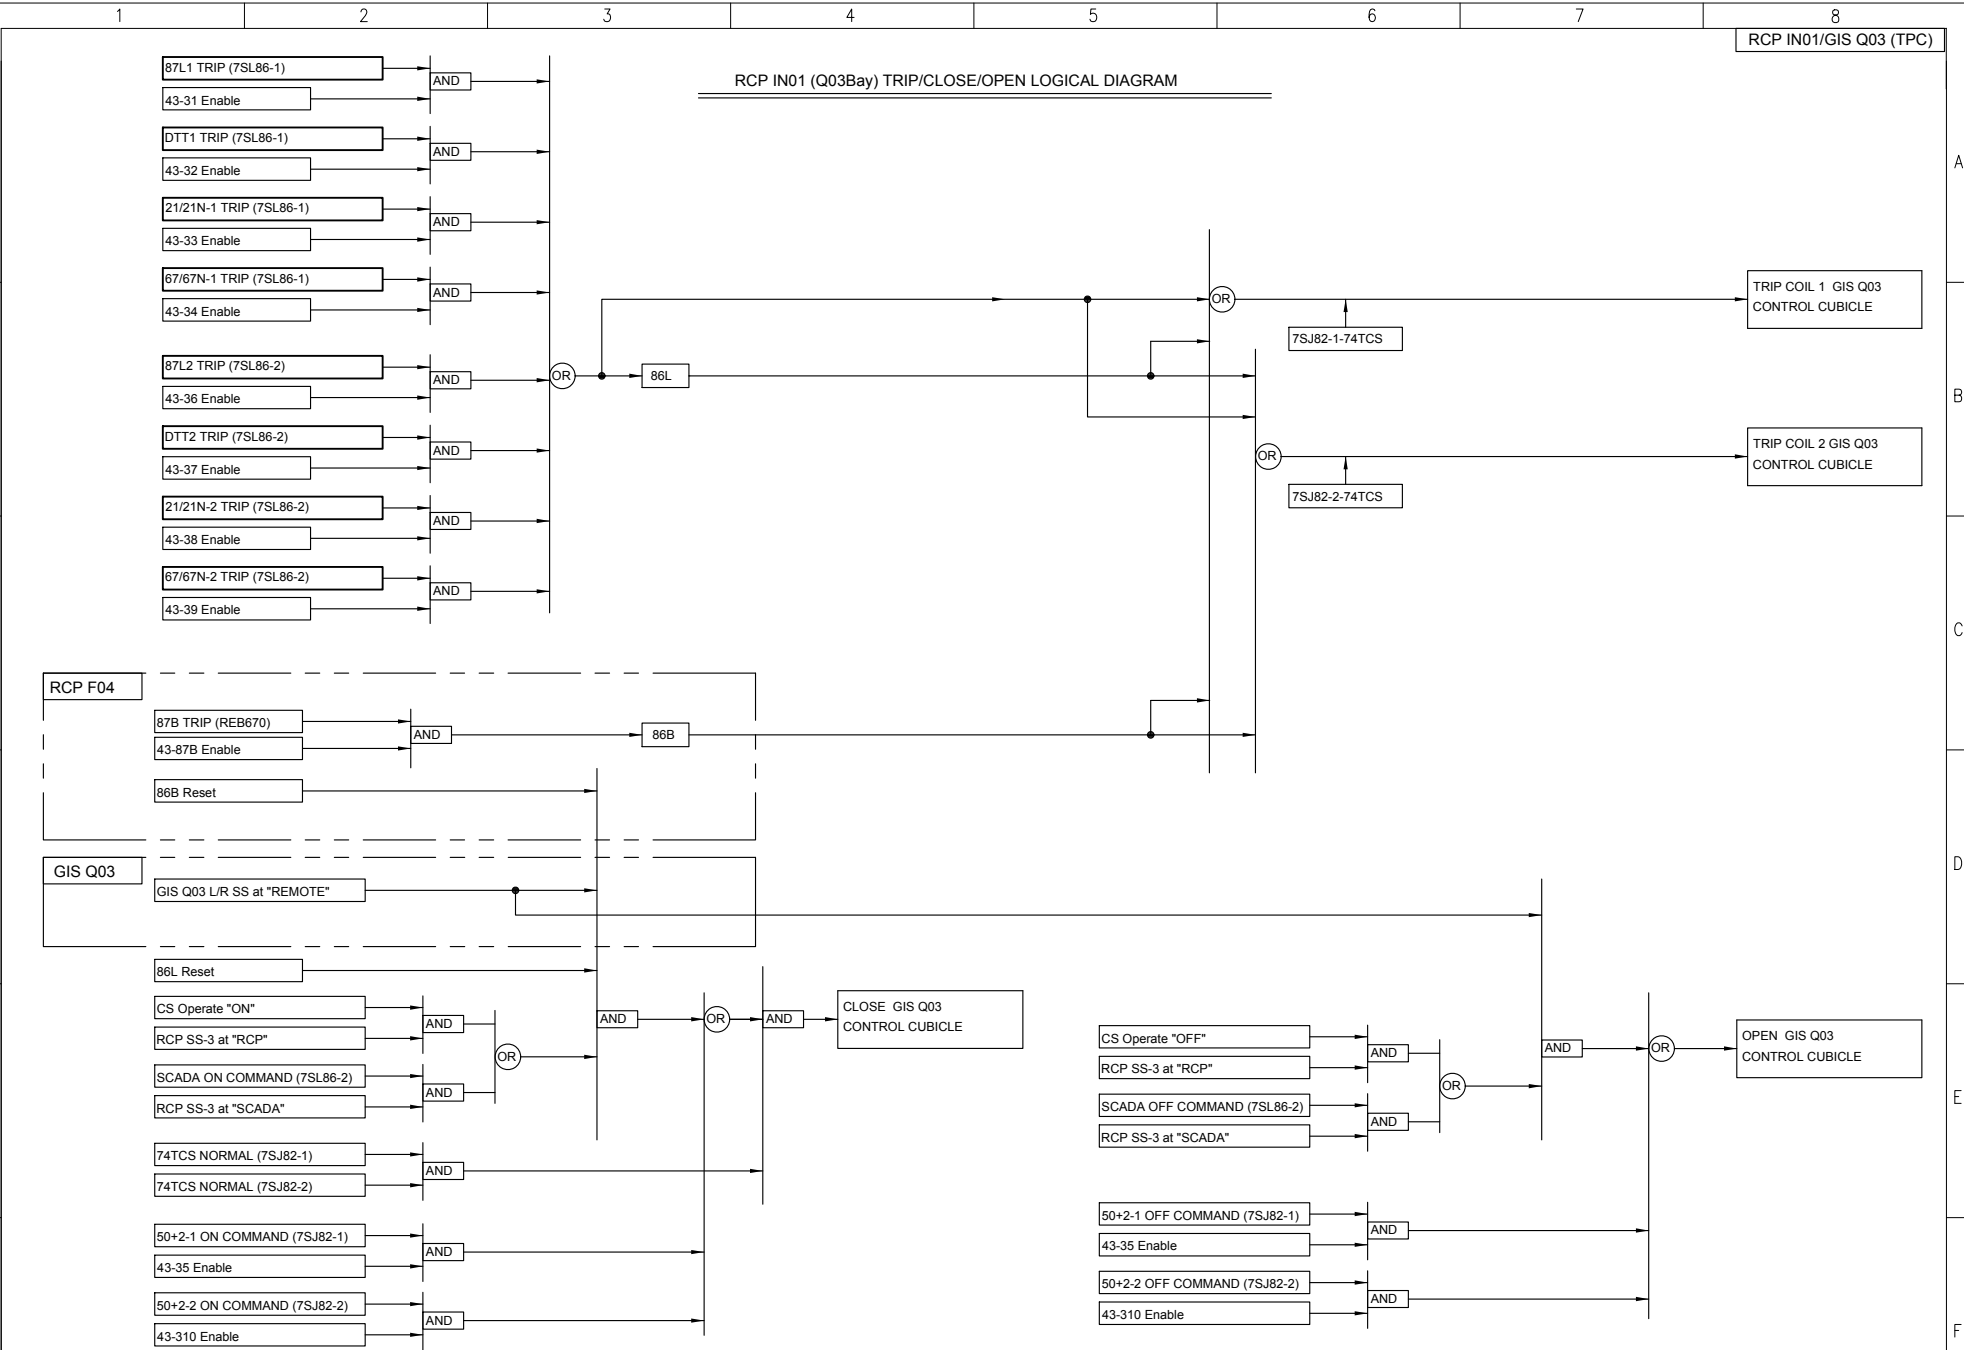 1 2 3 4 5 6 7 8
RCP IN01/GIS Q03 (TPC)
RCP IN01 (Q03Bay) TRIP/CLOSE/OPEN LOGICAL DIAGRAM
87L1 TRIP (7SL86-1)
AND
43-31 Enable
DTT1 TRIP (7SL86-1)
AND
43-32 Enable
A
21/21N-1 TRIP (7SL86-1)
AND
43-33 Enable
67/67N-1 TRIP (7SL86-1)
AND
43-34 Enable
OR
TRIP COIL 1 GIS Q03
CONTROL CUBICLE
7SJ82-1-74TCS
87L2 TRIP (7SL86-2)
AND
OR
86L
43-36 Enable
B
DTT2 TRIP (7SL86-2)
AND
43-37 Enable
OR
TRIP COIL 2 GIS Q03
CONTROL CUBICLE
7SJ82-2-74TCS
21/21N-2 TRIP (7SL86-2)
AND
43-38 Enable
67/67N-2 TRIP (7SL86-2)
AND
43-39 Enable
C
RCP F04
87B TRIP (REB670)
AND
86B
43-87B Enable
86B Reset
GIS Q03
D
GIS Q03 L/R SS at "REMOTE"
86L Reset
CS Operate "ON"
AND
RCP SS-3 at "RCP"
OR
SCADA ON COMMAND (7SL86-2)
AND
RCP SS-3 at "SCADA"
AND
OR
AND
CLOSE GIS Q03
CONTROL CUBICLE
74TCS NORMAL (7SJ82-1)
AND
74TCS NORMAL (7SJ82-2)
50+2-1 ON COMMAND (7SJ82-1)
AND
43-35 Enable
50+2-2 ON COMMAND (7SJ82-2)
AND
43-310 Enable
CS Operate "OFF"
AND
RCP SS-3 at "RCP"
OR
SCADA OFF COMMAND (7SL86-2)
AND
RCP SS-3 at "SCADA"
AND
OR
OPEN GIS Q03
CONTROL CUBICLE
E
50+2-1 OFF COMMAND (7SJ82-1)
AND
43-35 Enable
50+2-2 OFF COMMAND (7SJ82-2)
AND
43-310 Enable
F